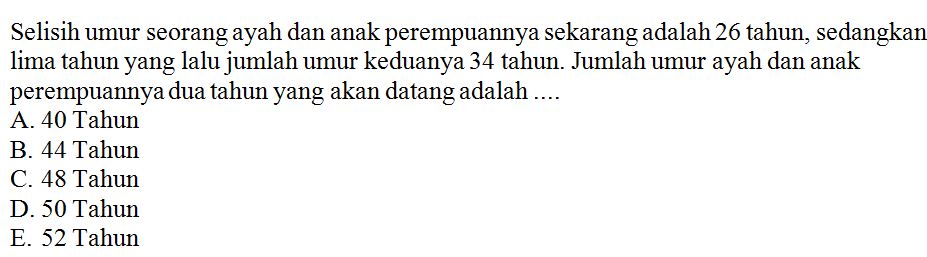 Selisih umur seorang ayah dan anak perempuannya sekarang adalah 26 tahun, sedangkan
lima tahun yang lalu jumlah umur keduanya 34 tahun. Jumlah umur ayah dan anak
perempuannya dua tahun yang akan datang adalah ....
A. 40 Tahun
B. 44 Tahun
C. 48 Tahun
D. 50 Tahun
E. 52 Tahun